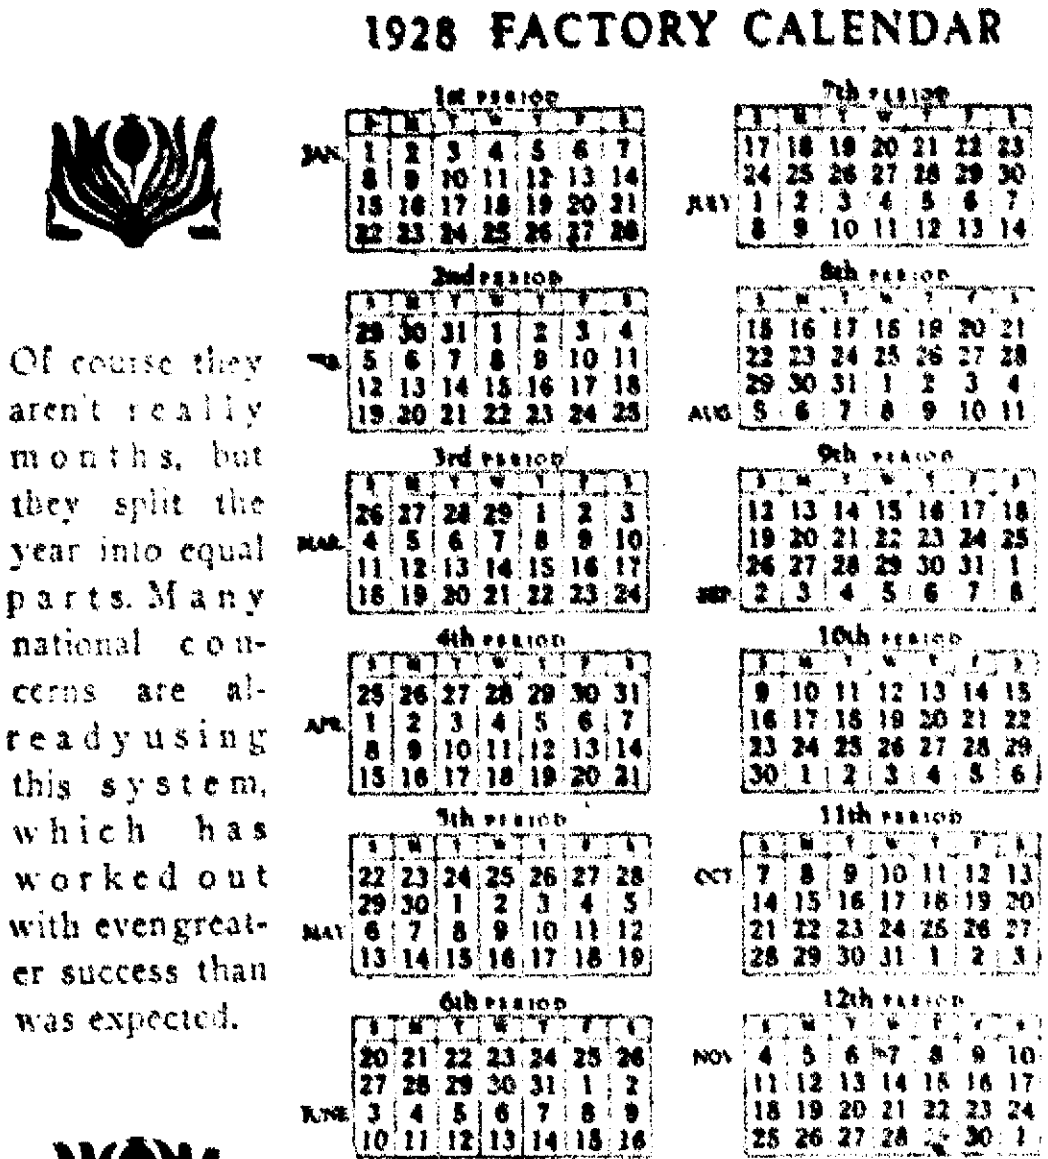 1928 FACTORY CALENDAR
Of course they
aren't really
months, but
they split the
year into equal
parts. Many
national con-
cerns are al-
ready using
this system,
which has
worked out
with even great-
er success than
was expected.
1st PERIOD
S M T W T F S
JAN. 1 2 3 4 5 6 7
8 9 10 11 12 13 14
15 16 17 18 19 20 21
22 23 24 25 26 27 28
2nd PERIOD
S M T W T F S
29 30 31 1 2 3 4
FEB. 5 6 7 8 9 10 11
12 13 14 15 16 17 18
19 20 21 22 23 24 25
3rd PERIOD
S M T W T F S
26 27 28 29 1 2 3
MAR. 4 5 6 7 8 9 10
11 12 13 14 15 16 17
18 19 20 21 22 23 24
4th PERIOD
S M T W T F S
25 26 27 28 29 30 31
APR. 1 2 3 4 5 6 7
8 9 10 11 12 13 14
15 16 17 18 19 20 21
5th PERIOD
S M T W T F S
22 23 24 25 26 27 28
29 30 1 2 3 4 5
MAY 6 7 8 9 10 11 12
13 14 15 16 17 18 19
6th PERIOD
S M T W T F S
20 21 22 23 24 25 26
27 28 29 30 31 1 2
JUNE 3 4 5 6 7 8 9
10 11 12 13 14 15 16
7th PERIOD
S M T W T F S
17 18 19 20 21 22 23
24 25 26 27 28 29 30
JULY 1 2 3 4 5 6 7
8 9 10 11 12 13 14
8th PERIOD
S M T W T F S
15 16 17 18 19 20 21
22 23 24 25 26 27 28
29 30 31 1 2 3 4
AUG. 5 6 7 8 9 10 11
9th PERIOD
S M T W T F S
12 13 14 15 16 17 18
19 20 21 22 23 24 25
26 27 28 29 30 31 1
SEP. 2 3 4 5 6 7 8
10th PERIOD
S M T W T F S
9 10 11 12 13 14 15
16 17 18 19 20 21 22
23 24 25 26 27 28 29
30 1 2 3 4 5 6
11th PERIOD
S M T W T F S
OCT. 7 8 9 10 11 12 13
14 15 16 17 18 19 20
21 22 23 24 25 26 27
28 29 30 31 1 2 3
12th PERIOD
S M T W T F S
NOV. 4 5 6 7 8 9 10
11 12 13 14 15 16 17
18 19 20 21 22 23 24
25 26 27 28 29 30 1